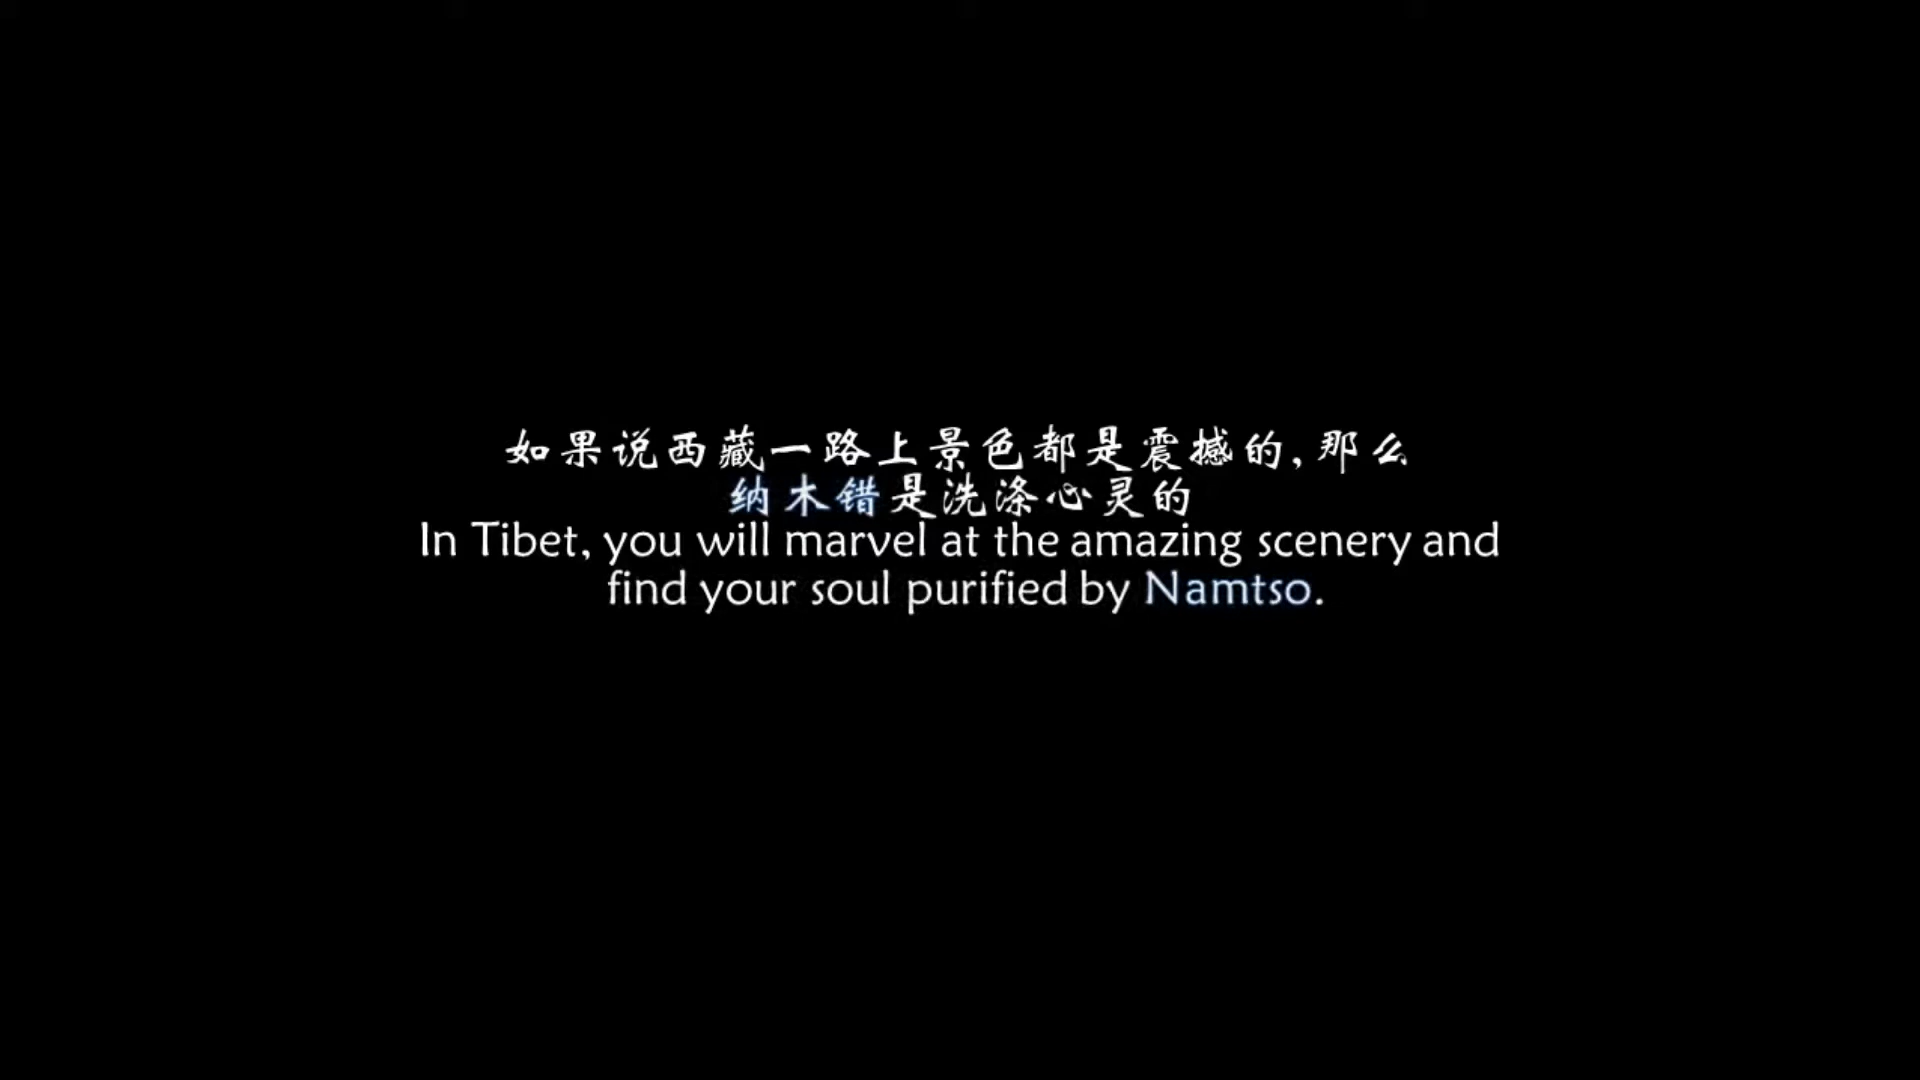 如果说西藏一路上景色都是震撼的,那么
纳木错是洗涤心灵的
In Tibet, you will marvel at the amazing scenery and
find your soul purified by Namtso.